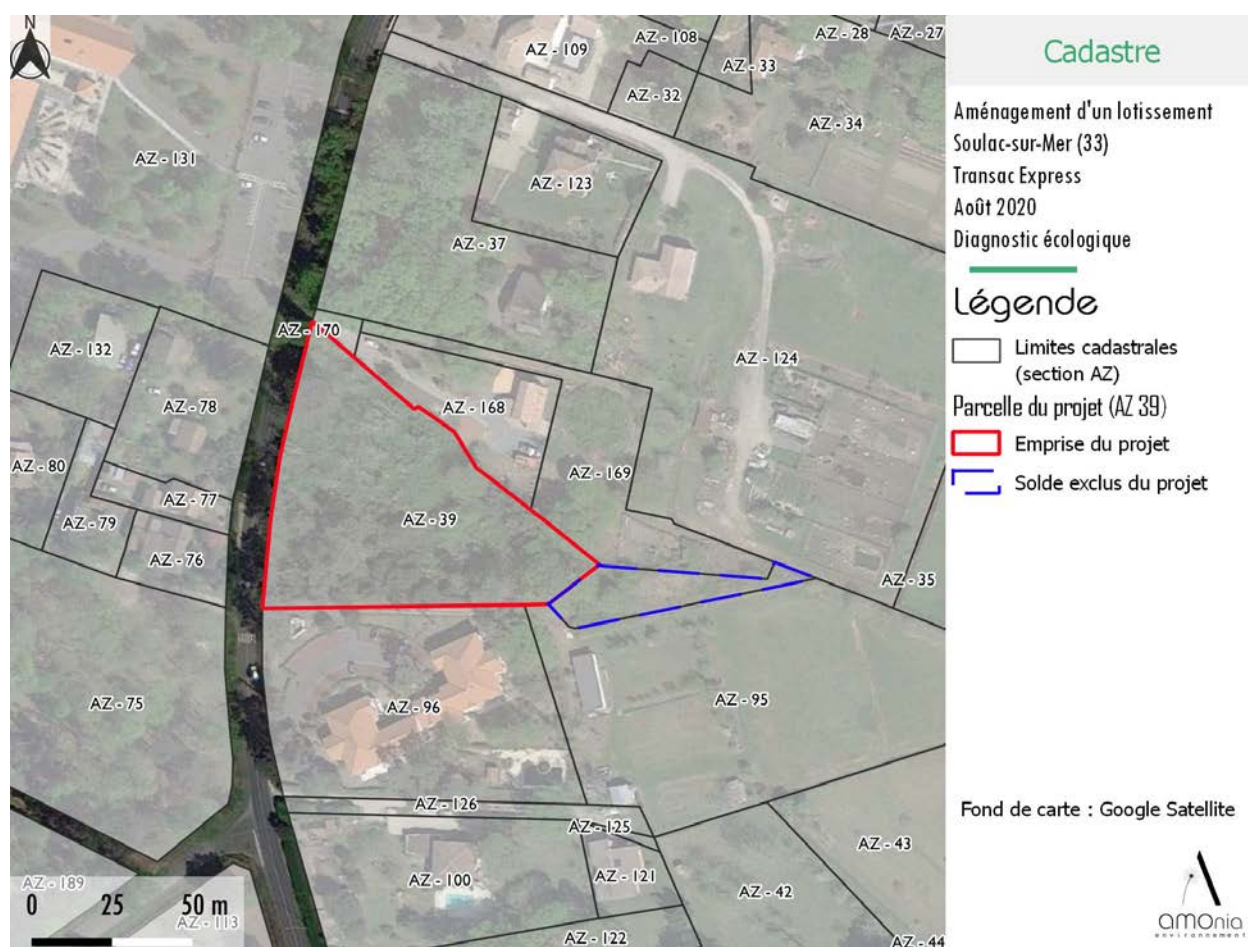 N
AZ - 109
AZ - 108
AZ - 28
AZ - 27
AZ - 33
AZ - 32
AZ - 34
AZ - 131
AZ - 123
AZ - 37
AZ - 170
AZ - 132
AZ - 124
AZ - 78
AZ - 168
AZ - 80
AZ - 169
AZ - 77
AZ - 79
AZ - 39
AZ - 76
AZ - 35
AZ - 75
AZ - 96
AZ - 95
AZ - 126
AZ - 125
AZ - 43
AZ - 100
AZ - 121
AZ - 42
AZ - 189
AZ - 113
AZ - 122
AZ - 44
0 25 50 m
Cadastre
Aménagement d'un lotissement
Soulac-sur-Mer (33)
Transac Express
Août 2020
Diagnostic écologique
Légende
Limites cadastrales
(section AZ)
Parcelle du projet (AZ 39)
Emprise du projet
Solde exclus du projet
Fond de carte : Google Satellite
amonia
environnement